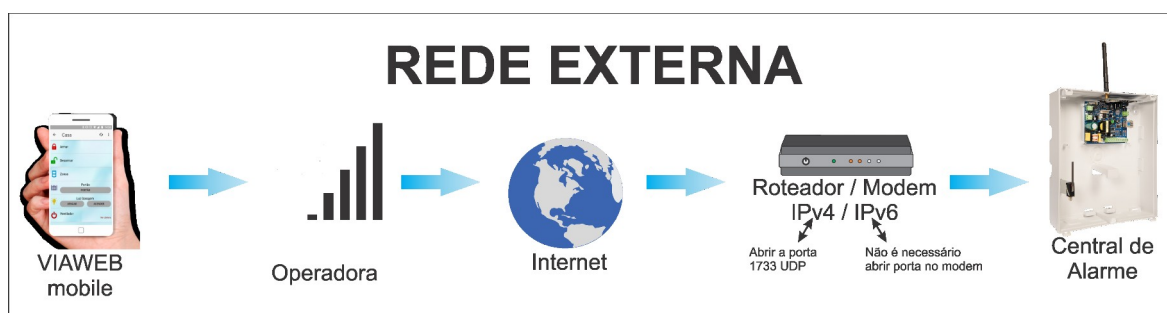 REDE EXTERNA
Casa
VIAWEB
mobile
Operadora
Internet
Roteador / Modem
IPv4 / IPv6
Abrir a porta
1733 UDP
Não é necessário
abrir porta no modem
Central de
Alarme